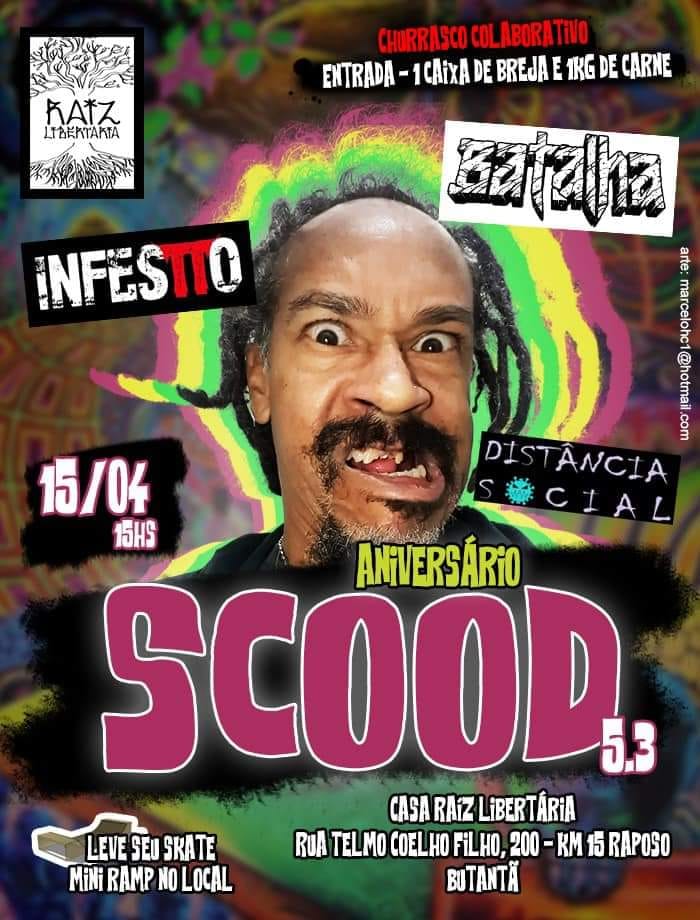 CHURRASCO COLABORATIVO
ENTRADA - 1 CAIXA DE BREJA E 1KG DE CARNE
RAIZ
LIBERTARIA
BATALHA
INFESTTO
arte: marcelohc1@hotmail.com
DISTÂNCIA
SOCIAL
15/04
15HS
ANIVERSÁRIO
SCOOD
5.3
LEVE SEU SKATE
MINI RAMP NO LOCAL
CASA RAIZ LIBERTÁRIA
RUA TELMO COELHO FILHO, 200 - KM 15 RAPOSO
BUTANTÃ